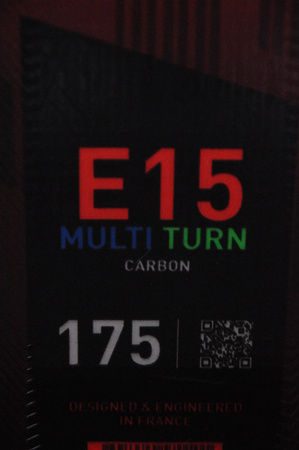 E15
MULTI TURN
CARBON
175
DESIGNED & ENGINEERED
IN FRANCE